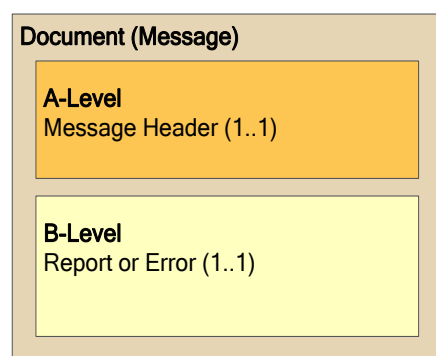 Document (Message)
A-Level
Message Header (1..1)
B-Level
Report or Error (1..1)